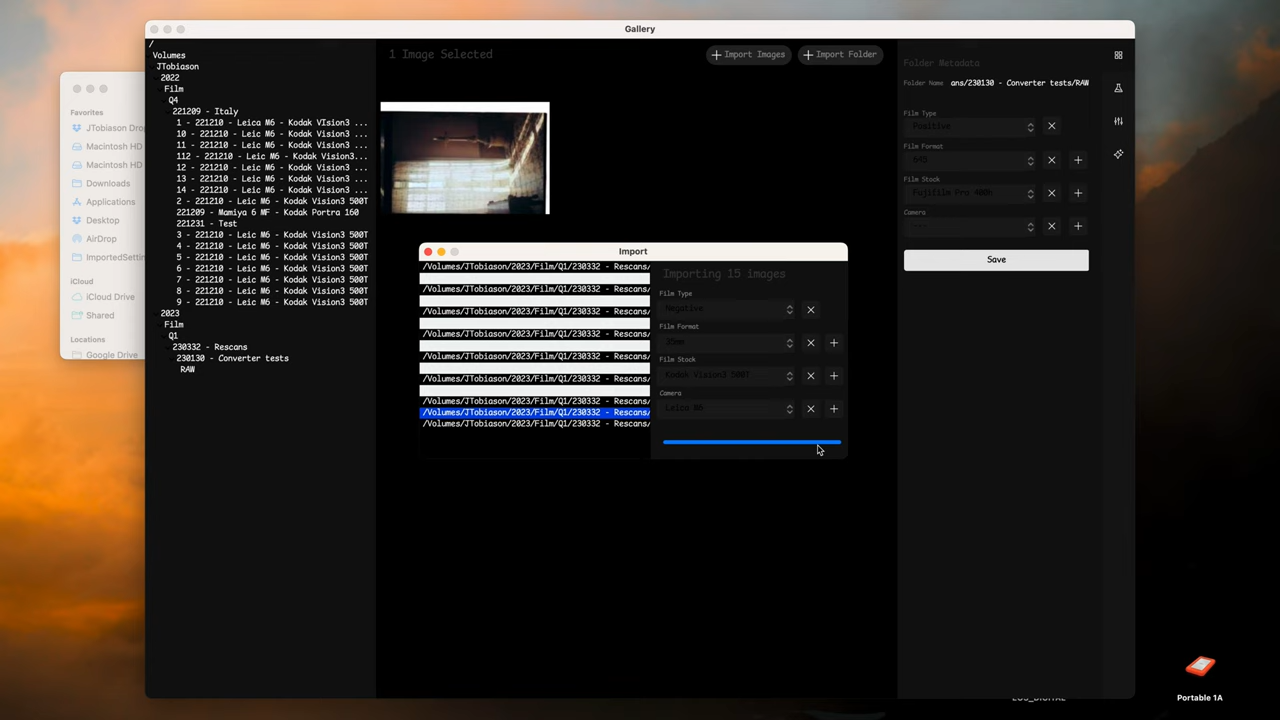 Gallery
/
Volumes
JTobiason
2022
Film
Q4
221209 - Italy
1 - 221210 - Leica M6 - Kodak VIsion3 ...
10 - 221210 - Leic M6 - Kodak Vision3 ...
11 - 221210 - Leic M6 - Kodak Vision3 ...
112 - 221210 - Leic M6 - Kodak Vision3...
12 - 221210 - Leic M6 - Kodak Vision3 ...
13 - 221210 - Leic M6 - Kodak Vision3 ...
14 - 221210 - Leic M6 - Kodak Vision3 ...
2 - 221210 - Leic M6 - Kodak Vision3 500T
221209 - Mamiya 6 MF - Kodak Portra 160
221231 - Test
3 - 221210 - Leic M6 - Kodak Vision3 500T
4 - 221210 - Leic M6 - Kodak Vision3 500T
5 - 221210 - Leic M6 - Kodak Vision3 500T
6 - 221210 - Leic M6 - Kodak Vision3 500T
7 - 221210 - Leic M6 - Kodak Vision3 500T
8 - 221210 - Leic M6 - Kodak Vision3 500T
9 - 221210 - Leic M6 - Kodak Vision3 500T
2023
Film
Q1
230332 - Rescans
230130 - Converter tests
RAW
Favorites
JTobiason Dro
Macintosh HD
Macintosh HD
Downloads
Applications
Desktop
AirDrop
ImportedSettin
iCloud
iCloud Drive
Shared
Locations
Google Drive
1 Image Selected
+ Import Images
+ Import Folder
Import
/Volumes/JTobiason/2023/Film/Q1/230332 - Rescans/
/Volumes/JTobiason/2023/Film/Q1/230332 - Rescans/
/Volumes/JTobiason/2023/Film/Q1/230332 - Rescans/
/Volumes/JTobiason/2023/Film/Q1/230332 - Rescans/
/Volumes/JTobiason/2023/Film/Q1/230332 - Rescans/
/Volumes/JTobiason/2023/Film/Q1/230332 - Rescans/
/Volumes/JTobiason/2023/Film/Q1/230332 - Rescans/
/Volumes/JTobiason/2023/Film/Q1/230332 - Rescans/
/Volumes/JTobiason/2023/Film/Q1/230332 - Rescans/
Importing 15 images
Film Type
Negative
Film Format
35mm
Film Stock
Kodak Vision3 500T
Camera
Leica M6
Folder Metadata
Folder Name ans/230130 - Converter tests/RAW
Film Type
Positive
Film Format
645
Film Stock
Fujifilm Pro 400h
Camera
----
Save
Portable 1A
EOS_DIGITAL